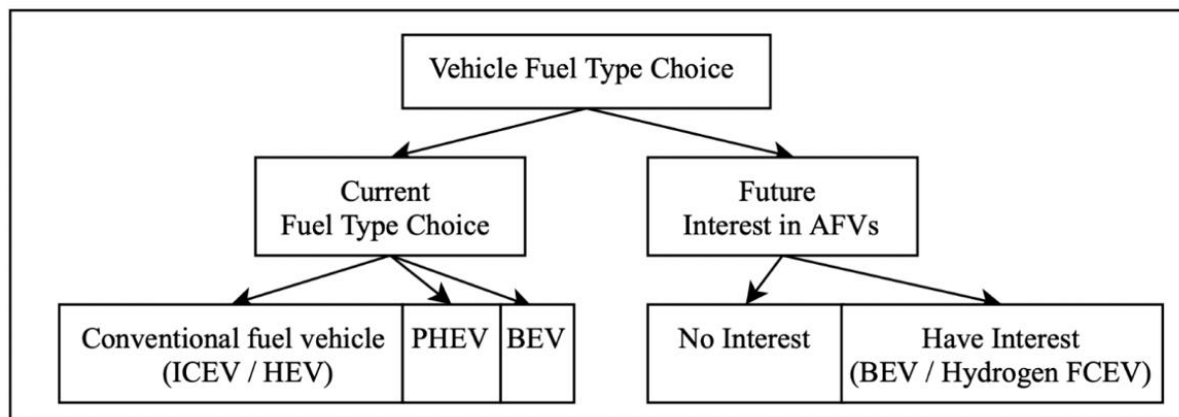 Vehicle Fuel Type Choice
Current
Fuel Type Choice
Future
Interest in AFVs
Conventional fuel vehicle
(ICEV / HEV)
PHEV
BEV
No Interest
Have Interest
(BEV / Hydrogen FCEV)